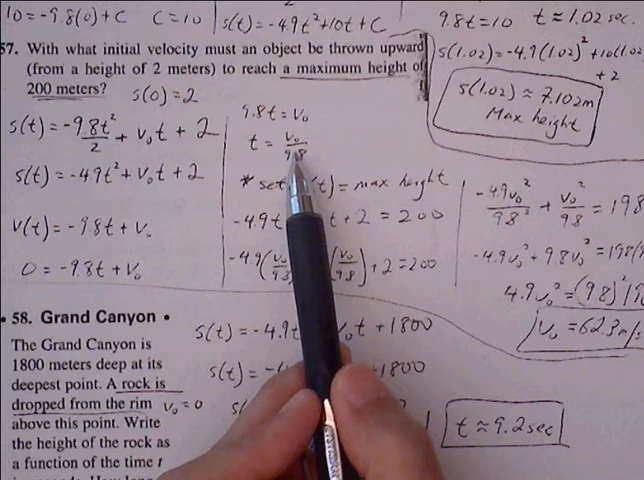 10 = -9.8(0) + C   C = 10   s(t) = -4.9t² + 10t + C
9.8t = 10   t ≈ 1.02 sec.
s(1.02) = -4.9(1.02)² + 10(1.02
+ 2
s(1.02) ≈ 7.102m
Max height
57. With what initial velocity must an object be thrown upward
(from a height of 2 meters) to reach a maximum height of
200 meters?   s(0) = 2
s(t) = -9.8t²/2 + v₀t + 2
s(t) = -4.9t² + v₀t + 2
v(t) = -9.8t + v₀
0 = -9.8t + v₀
9.8t = v₀
t = v₀/9.8
* set (t) = max height
-4.9t t + 2 = 200
-4.9(v₀/9.8 (v₀/9.8) + 2 = 200
-4.9v₀²/9.8² + v₀²/9.8 = 198
-4.9v₀² + 9.8v₀² = 198(9
4.9v₀² = (9.8)²19
v₀ = 62.3 m/s
• 58. Grand Canyon •
The Grand Canyon is
1800 meters deep at its
deepest point. A rock is
dropped from the rim   v₀ = 0
above this point. Write
the height of the rock as
a function of the time t
s(t) = -4.9t v₀t + 1800
s(t) = -4 1800
t ≈ 9.2 sec